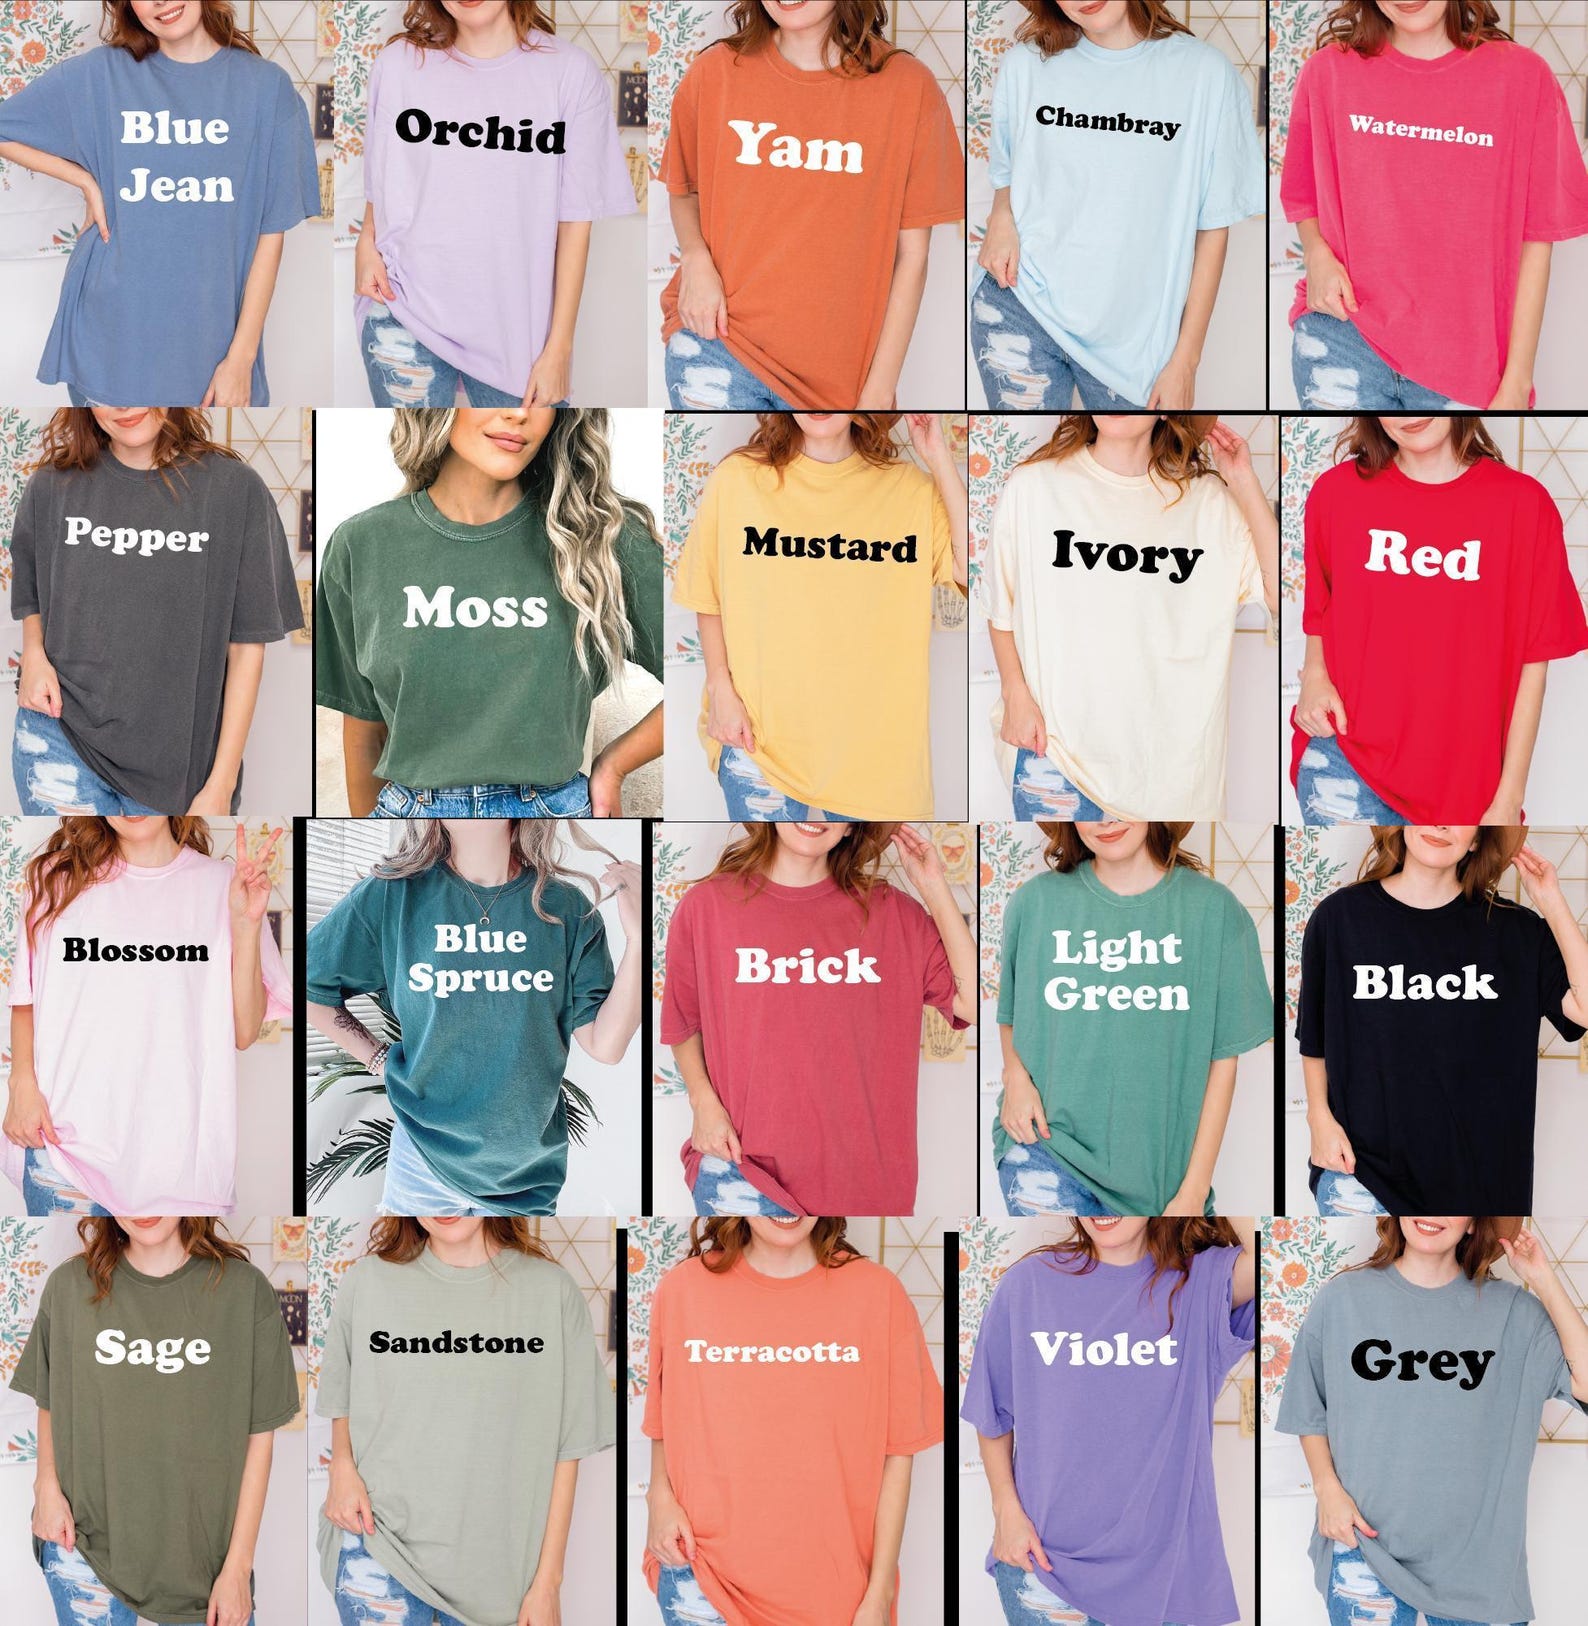 Blue
Jean
Orchid
Yam
Chambray
Watermelon
Pepper
Moss
Mustard
Ivory
Red
Blossom
Blue
Spruce
Brick
Light
Green
Black
MOON
Sage
Sandstone
Terracotta
Violet
Grey